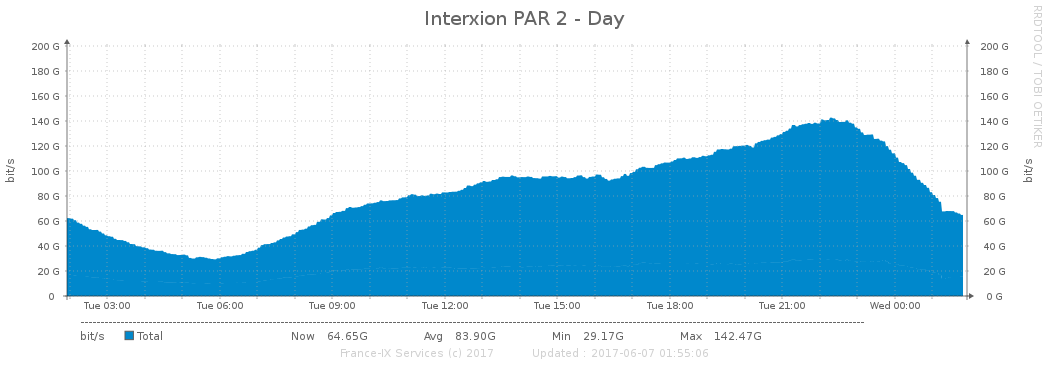 Interxion PAR 2 - Day
RRDTOOL / TOBI OETIKER
bit/s
bit/s
200 G 200 G
180 G 180 G
160 G 160 G
140 G 140 G
120 G 120 G
100 G 100 G
80 G 80 G
60 G 60 G
40 G 40 G
20 G 20 G
0 0 G
Tue 03:00 Tue 06:00 Tue 09:00 Tue 12:00 Tue 15:00 Tue 18:00 Tue 21:00 Wed 00:00
bit/s Total Now 64.65G Avg 83.90G Min 29.17G Max 142.47G
France-IX Services (c) 2017 Updated : 2017-06-07 01:55:06